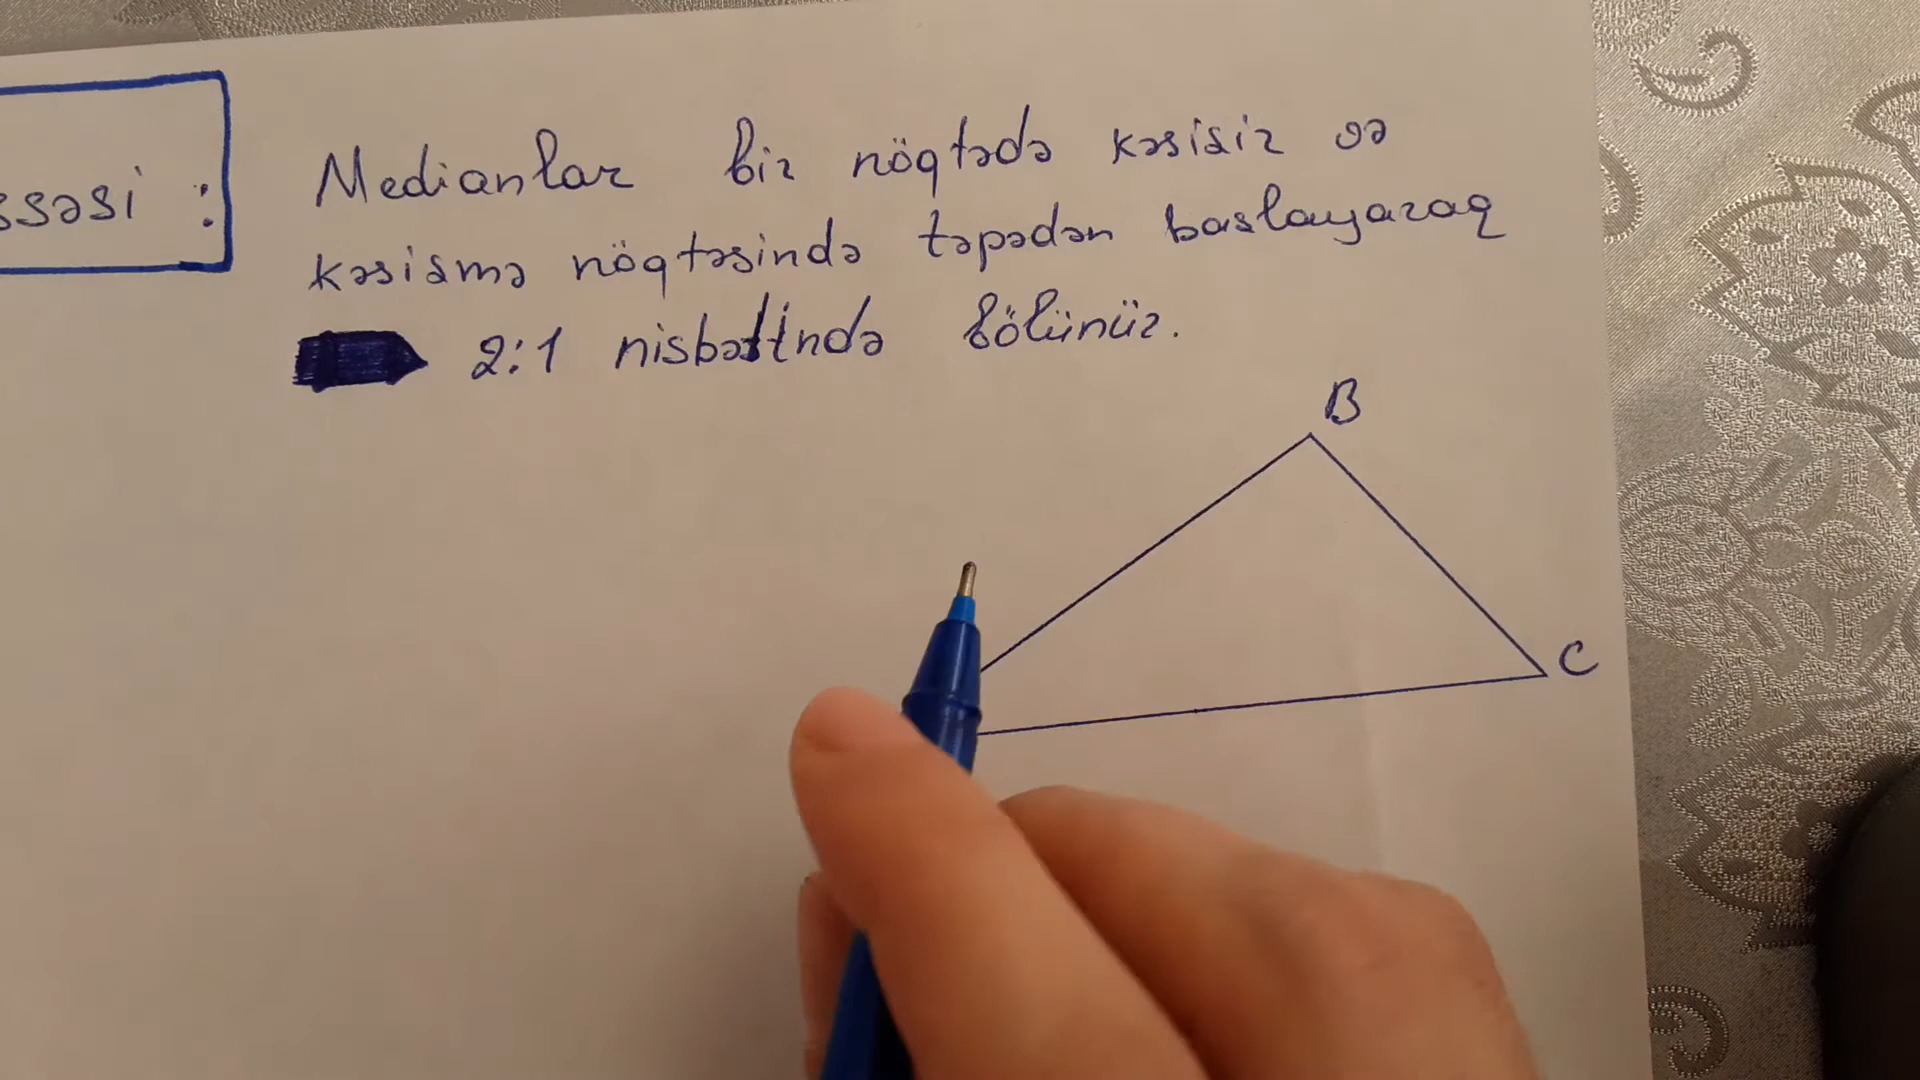 ssəsi :
Medianlar bir nöqtədə kəsişir və
kəsişmə nöqtəsində təpədən başlayaraq
2:1 nisbətində bölünür.
B
C